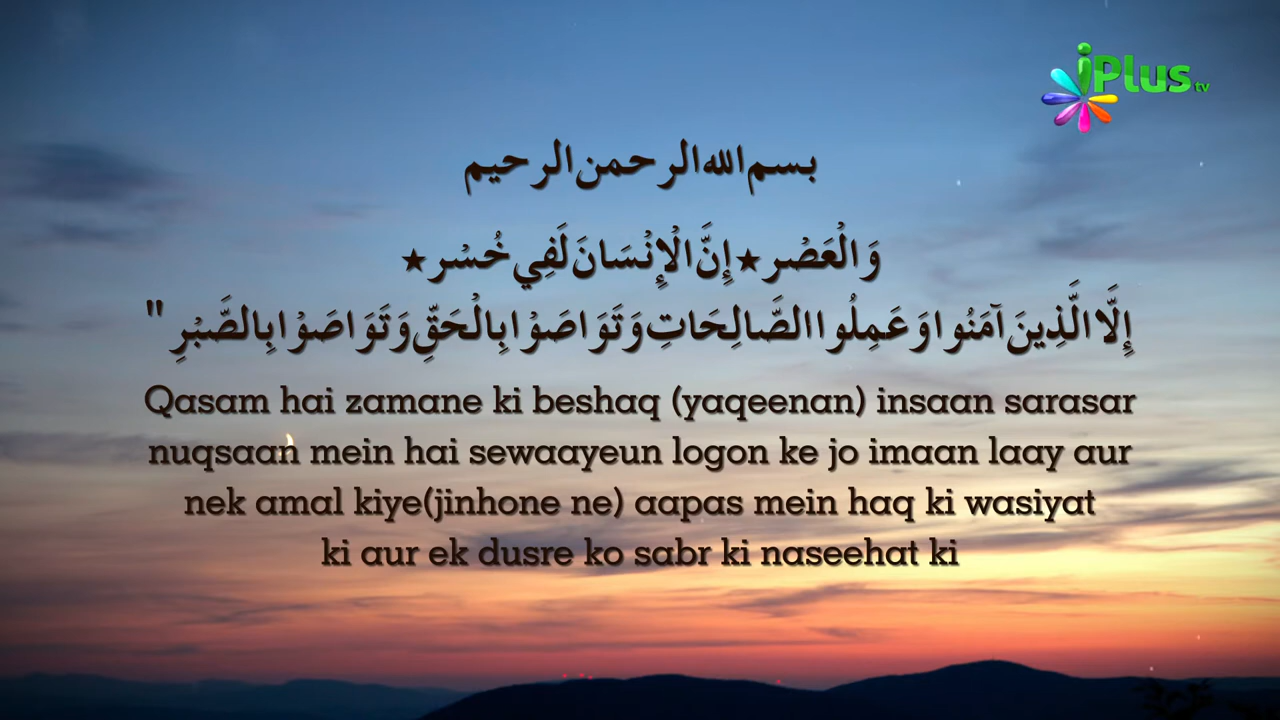 iPlus tv
بسم الله الرحمن الرحيم
وَالْعَصْرِ★إِنَّ الْإِنْسَانَ لَفِي خُسْرٍ★
إِلَّا الَّذِينَ آمَنُوا وَعَمِلُوا الصَّالِحَاتِ وَتَوَاصَوْا بِالْحَقِّ وَتَوَاصَوْا بِالصَّبْرِ "
Qasam hai zamane ki beshaq (yaqeenan) insaan sarasar
nuqsaan mein hai sewaayeun logon ke jo imaan laay aur
nek amal kiye(jinhone ne) aapas mein haq ki wasiyat
ki aur ek dusre ko sabr ki naseehat ki